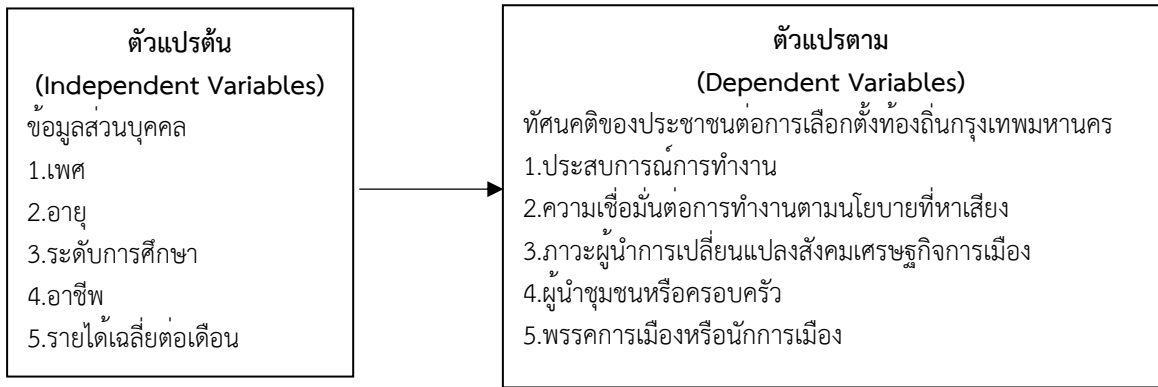 ตัวแปรต้น
(Independent Variables)
ข้อมูลส่วนบุคคล
1.เพศ
2.อายุ
3.ระดับการศึกษา
4.อาชีพ
5.รายได้เฉลี่ยต่อเดือน
ตัวแปรตาม
(Dependent Variables)
ทัศนคติของประชาชนต่อการเลือกตั้งท้องถิ่นกรุงเทพมหานคร
1.ประสบการณ์การทำงาน
2.ความเชื่อมั่นต่อการทำงานตามนโยบายที่หาเสียง
3.ภาวะผู้นำการเปลี่ยนแปลงสังคมเศรษฐกิจการเมือง
4.ผู้นำชุมชนหรือครอบครัว
5.พรรคการเมืองหรือนักการเมือง